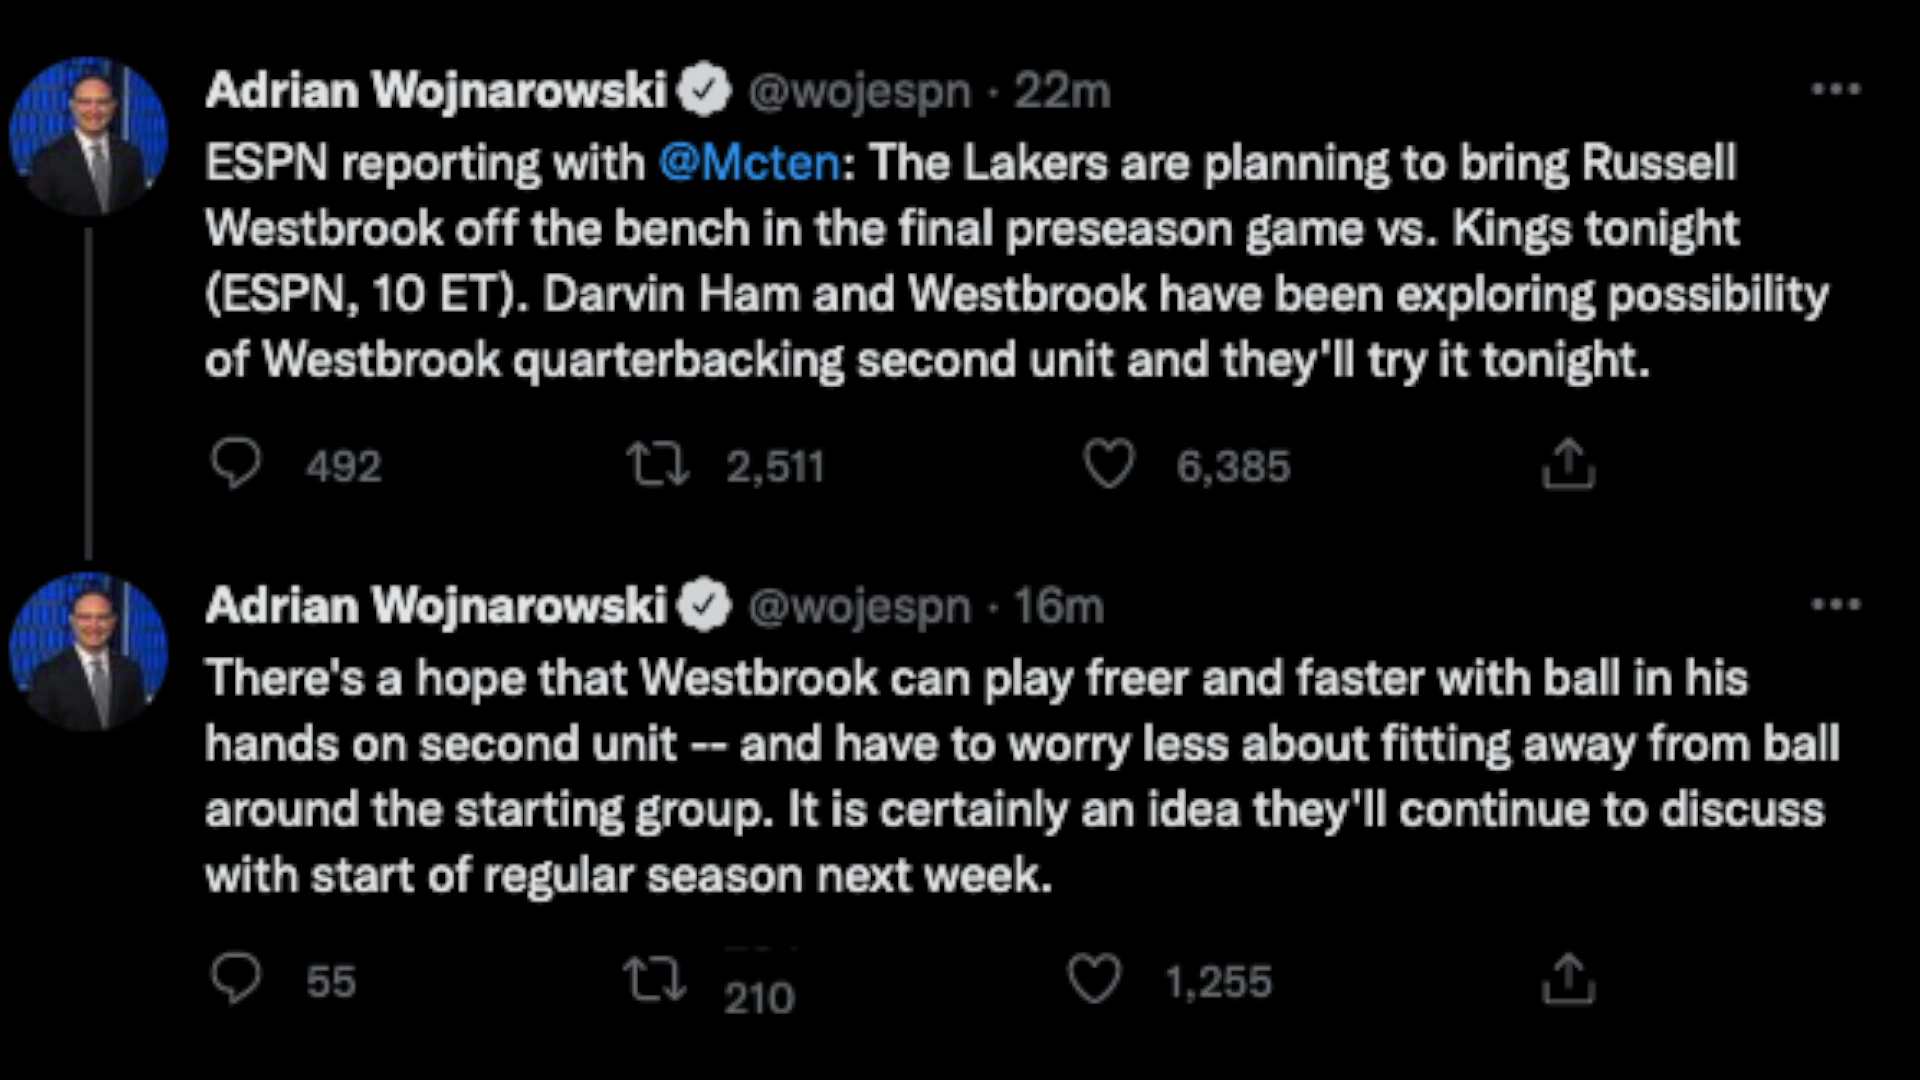 Adrian Wojnarowski @wojespn · 22m
ESPN reporting with @Mcten: The Lakers are planning to bring Russell
Westbrook off the bench in the final preseason game vs. Kings tonight
(ESPN, 10 ET). Darvin Ham and Westbrook have been exploring possibility
of Westbrook quarterbacking second unit and they'll try it tonight.
492 2,511 6,385
Adrian Wojnarowski @wojespn · 16m
There's a hope that Westbrook can play freer and faster with ball in his
hands on second unit -- and have to worry less about fitting away from ball
around the starting group. It is certainly an idea they'll continue to discuss
with start of regular season next week.
55 210 1,255